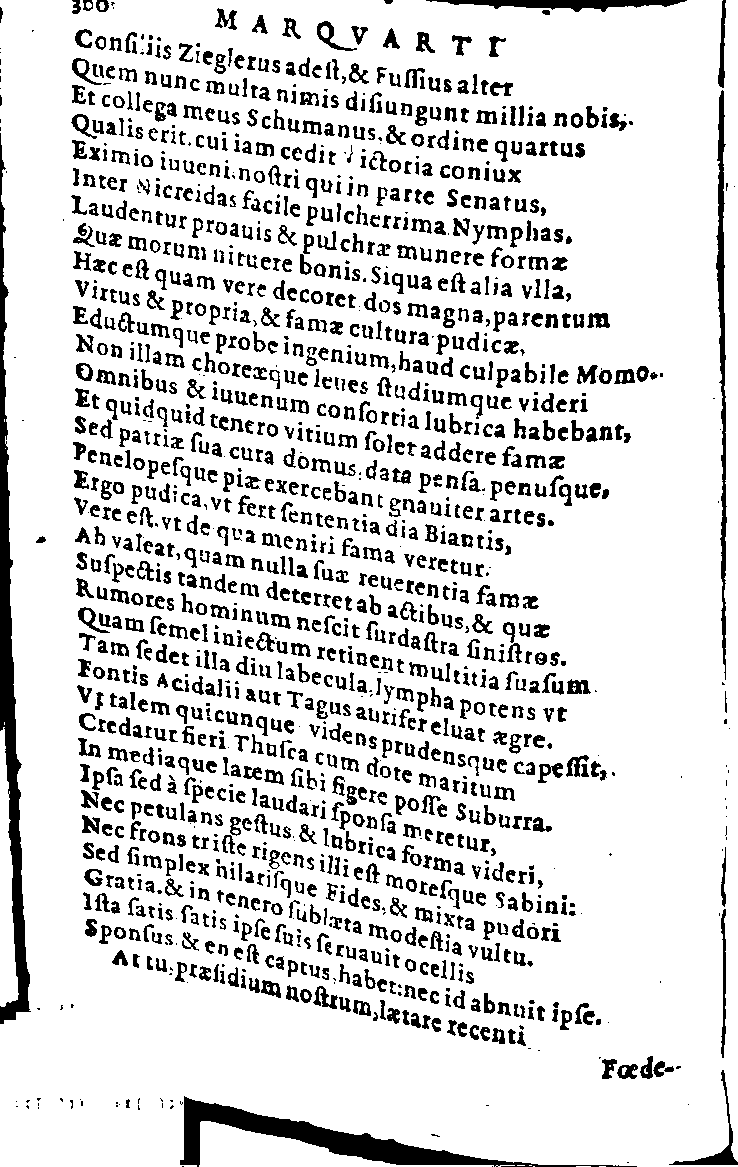 300
MARQVARTI
Conſiliis Zieglerus adeſt, & Fuſſius alter
Quem nunc multa nimis diſiungunt millia nobis,
Et collega meus Schumanus, & ordine quartus
Qualis erit, cui iam cedit Victoria coniux
Eximio iuueni, noſtri qui in parte Senatus,
Inter Nicreidas facile pulcherrima Nymphas.
Laudentur proauis & pulchræ munere formæ
Quæ morum nituere bonis. Siqua eſt alia vlla,
Hæc eſt quam vere decoret dos magna, parentum
Virtus & propria, & famæ cultura pudicæ,
Eductumque probe ingenium, haud culpabile Momo.
Non illam choreæque leues ſtudiumque videri
Omnibus & iuuenum conſortia lubrica habebant,
Et quidquid tenero vitium ſolet addere famæ
Sed patriæ ſua cura domus, data penſa, penuſque,
Penelopeſque piæ exercebant gnauiter artes.
Ergo pudica, vt fert ſententia dia Biantis,
Vere eſt, vt de qua meniri fama veretur.
Ah valeat, quam nulla ſuæ reuerentia famæ
Suſpectis tandem deterret ab actibus, & quæ
Rumores hominum neſcit ſurdaſtra ſiniſtros.
Quam ſemel iniectum retinent multitia ſuaſum
Tam ſedet illa diu labecula, lympha potens vt
Fontis Acidalii aut Tagus aurifer eluat ægre.
Vt talem quicunque videns prudensque capeſſit,
Credatur fieri Thuſca cum dote maritum
In mediaque larem ſibi figere poſſe Suburra.
Ipſa ſed à ſpecie laudari ſponſa meretur,
Nec petulans geſtus & lubrica forma videri,
Nec frons triſte rigens illi eſt moreſque Sabini:
Sed ſimplex hilariſque Fides, & mixta pudori
Gratia, & in tenero ſublæta modeſtia vultu.
Iſta ſatis ſatis ipſe ſuis ſeruauit ocellis
Sponſus & en eſt captus, habet: nec id abnuit ipſe.
At tu, præſidium noſtrum, lætare recenti
Fœde-